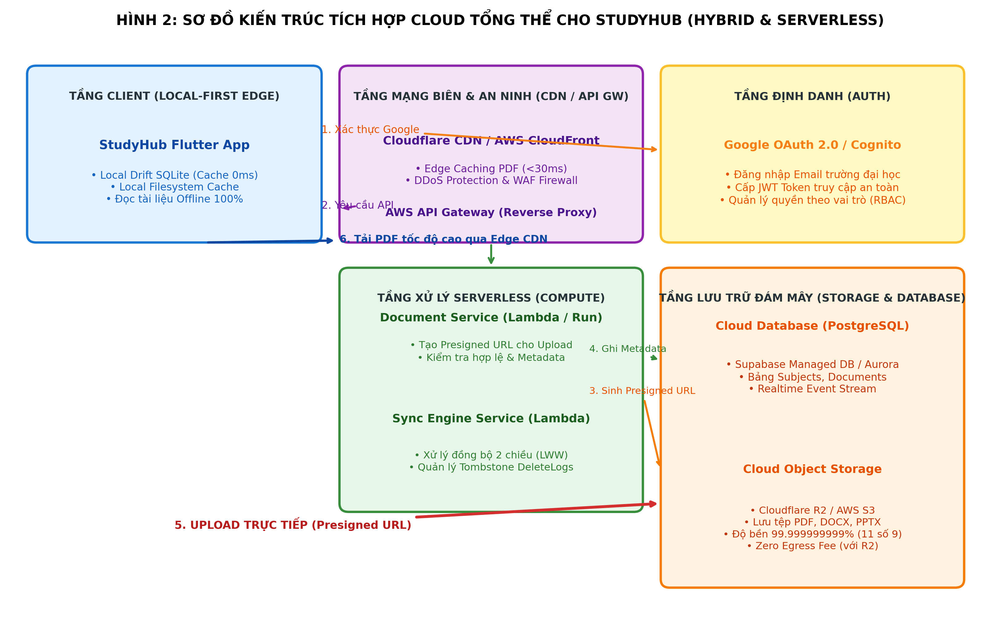 HÌNH 2: SƠ ĐỒ KIẾN TRÚC TÍCH HỢP CLOUD TỔNG THỂ CHO STUDYHUB (HYBRID & SERVERLESS)
TẦNG CLIENT (LOCAL-FIRST EDGE)
StudyHub Flutter App
• Local Drift SQLite (Cache 0ms)
• Local Filesystem Cache
• Đọc tài liệu Offline 100%
TẦNG MẠNG BIÊN & AN NINH (CDN / API GW)
1. Xác thực Google
Cloudflare CDN / AWS CloudFront
• Edge Caching PDF (<30ms)
• DDoS Protection & WAF Firewall
2. Yêu cầu API
AWS API Gateway (Reverse Proxy)
6. Tải PDF tốc độ cao qua Edge CDN
TẦNG ĐỊNH DANH (AUTH)
Google OAuth 2.0 / Cognito
• Đăng nhập Email trường đại học
• Cấp JWT Token truy cập an toàn
• Quản lý quyền theo vai trò (RBAC)
TẦNG XỬ LÝ SERVERLESS (COMPUTE)
Document Service (Lambda / Run)
• Tạo Presigned URL cho Upload
• Kiểm tra hợp lệ & Metadata
4. Ghi Metadata
3. Sinh Presigned URL
Sync Engine Service (Lambda)
• Xử lý đồng bộ 2 chiều (LWW)
• Quản lý Tombstone DeleteLogs
5. UPLOAD TRỰC TIẾP (Presigned URL)
TẦNG LƯU TRỮ ĐÁM MÂY (STORAGE & DATABASE)
Cloud Database (PostgreSQL)
• Supabase Managed DB / Aurora
• Bảng Subjects, Documents
• Realtime Event Stream
Cloud Object Storage
• Cloudflare R2 / AWS S3
• Lưu tệp PDF, DOCX, PPTX
• Độ bền 99.999999999% (11 số 9)
• Zero Egress Fee (với R2)